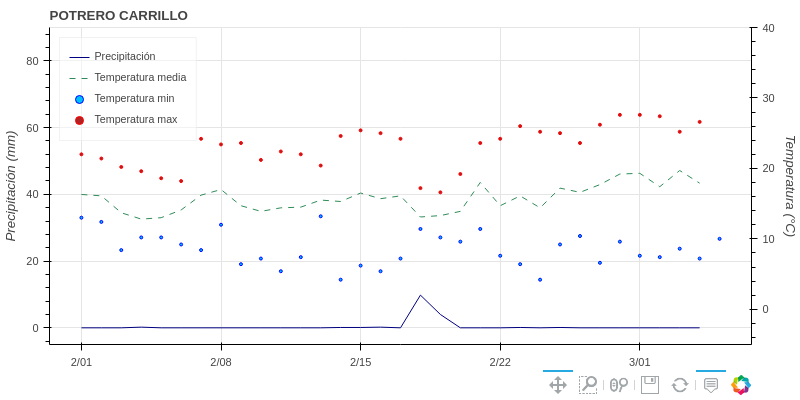 POTRERO CARRILLO
Precipitación
Temperatura media
Temperatura min
Temperatura max
Precipitación (mm)
80
60
40
20
0
Temperatura (°C)
40
30
20
10
0
2/01
2/08
2/15
2/22
3/01